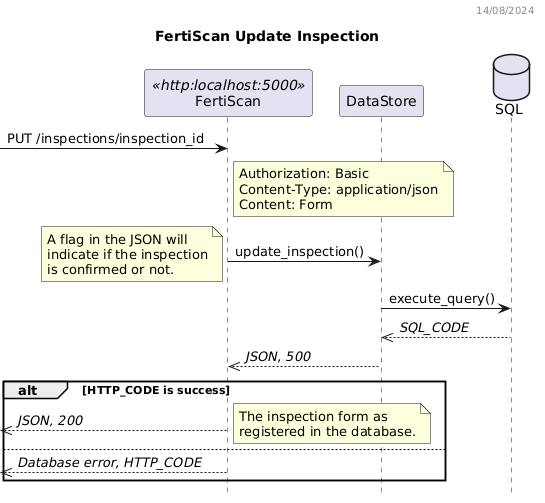 14/08/2024
FertiScan Update Inspection
«http:localhost:5000»
FertiScan
DataStore
SQL
PUT /inspections/inspection_id
Authorization: Basic
Content-Type: application/json
Content: Form
A flag in the JSON will
indicate if the inspection
is confirmed or not.
update_inspection()
execute_query()
SQL_CODE
JSON, 500
alt [HTTP_CODE is success]
JSON, 200
The inspection form as
registered in the database.
Database error, HTTP_CODE